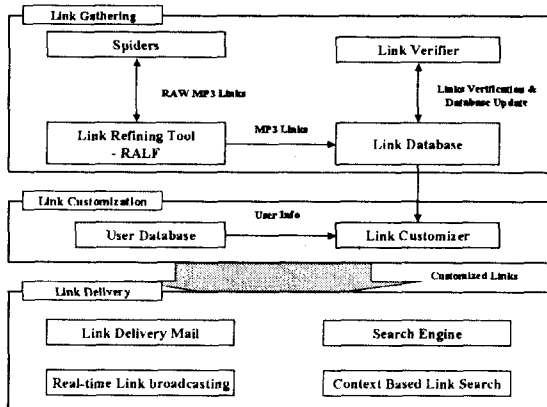 Link Gathering
Spiders
Link Verifier
RAW MP3 Links
Links Verification &
Database Update
Link Refining Tool
- RALF
MP3 Links
Link Database
Link Customization
User Info
User Database
Link Customizer
Customized Links
Link Delivery
Link Delivery Mail
Search Engine
Real-time Link broadcasting
Context Based Link Search